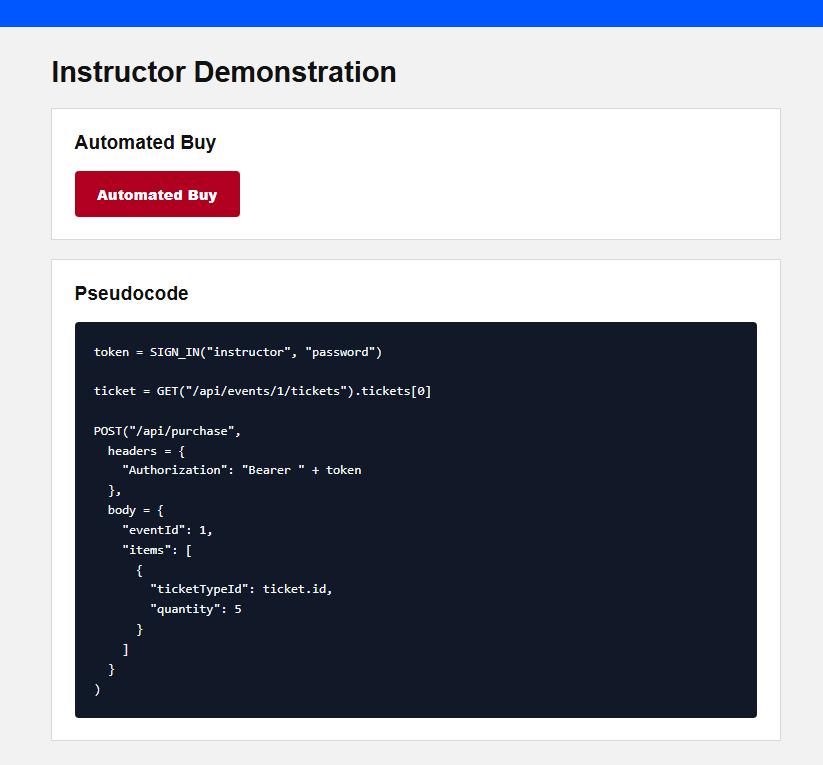 Instructor Demonstration
Automated Buy
Automated Buy
Pseudocode
token = SIGN_IN("instructor", "password")
ticket = GET("/api/events/1/tickets").tickets[0]
POST("/api/purchase",
  headers = {
    "Authorization": "Bearer " + token
  },
  body = {
    "eventId": 1,
    "items": [
      {
        "ticketTypeId": ticket.id,
        "quantity": 5
      }
    ]
  }
)